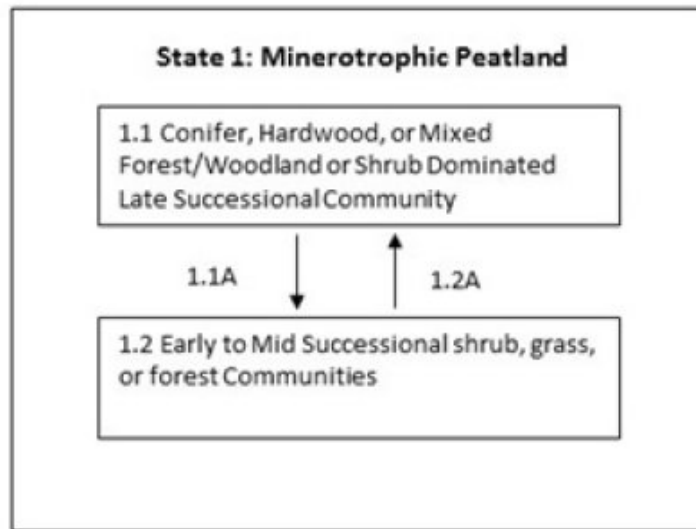 State 1: Minerotrophic Peatland
1.1 Conifer, Hardwood, or Mixed
Forest/Woodland or Shrub Dominated
Late Successional Community
1.1A
1.2A
1.2 Early to Mid Successional shrub, grass,
or forest Communities